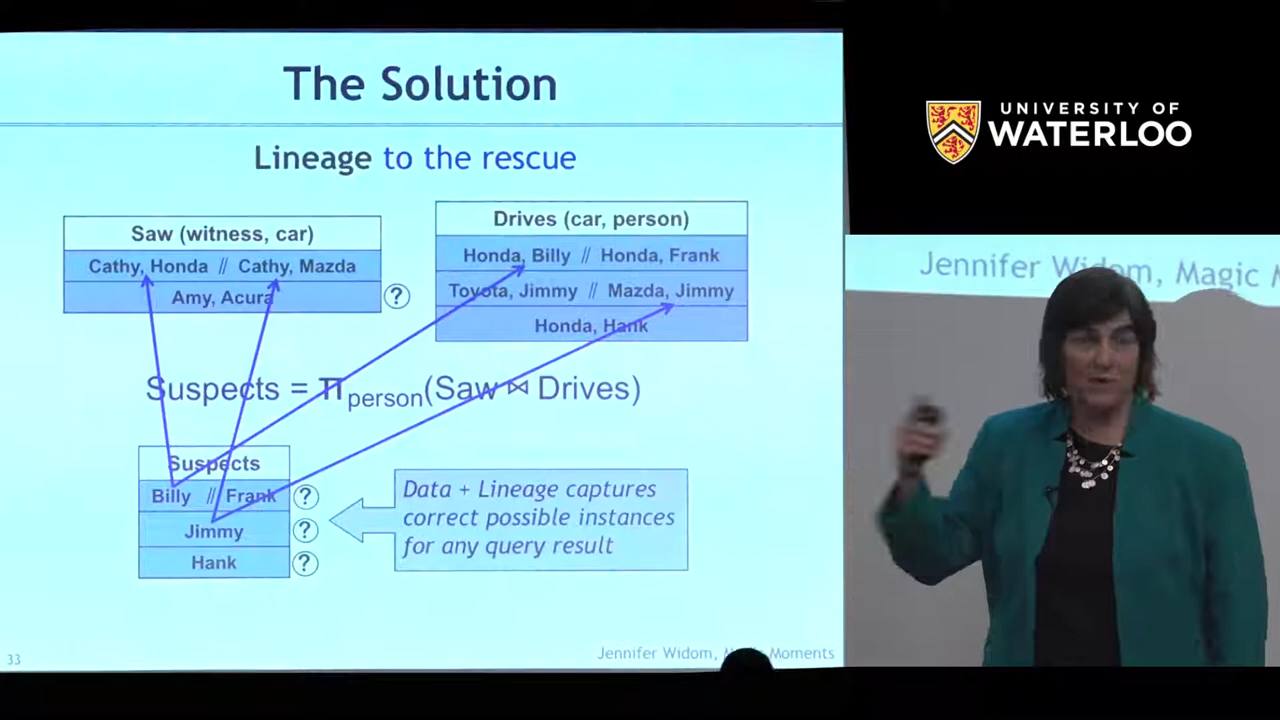 The Solution
Lineage to the rescue
Saw (witness, car)
Cathy, Honda // Cathy, Mazda
Amy, Acura
?
Drives (car, person)
Honda, Billy // Honda, Frank
Toyota, Jimmy // Mazda, Jimmy
Honda, Hank
Suspects = π person(Saw ⋈ Drives)
Suspects
Billy // Frank
?
Jimmy
?
Hank
?
Data + Lineage captures
correct possible instances
for any query result
33
Jennifer Widom, Magic Moments
UNIVERSITY OF
WATERLOO
Jennifer Widom, Magic